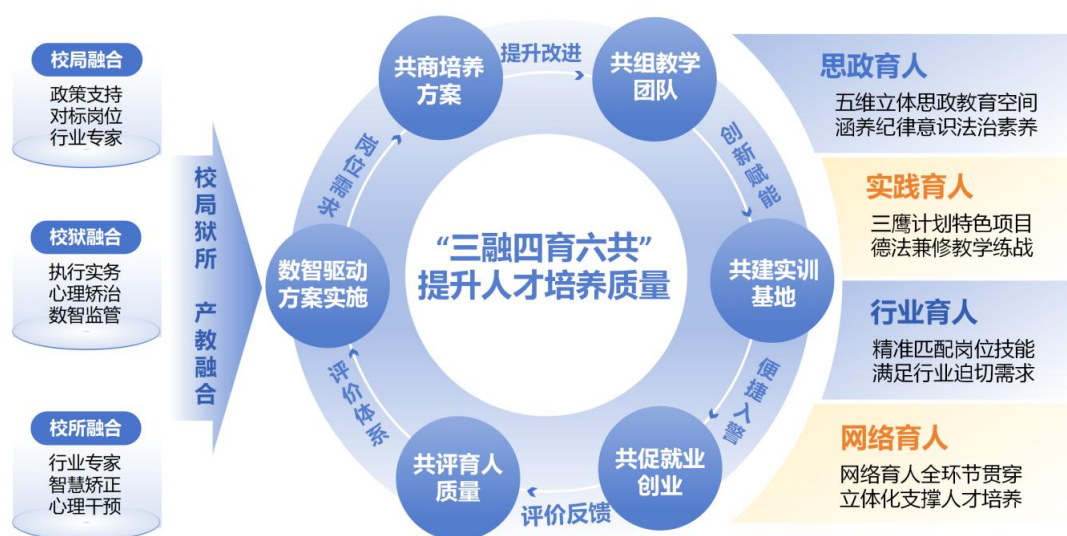 校局融合
政策支持
对标岗位
行业专家
校狱融合
执行实务
心理矫治
数智监管
校所融合
行业专家
智慧矫正
心理干预
校局狱所 产教融合
“三融四育六共”
提升人才培养质量
共商培养
方案
提升改进
共组教学
团队
创新赋能
共建实训
基地
便捷入警
共促就业
创业
评价反馈
共评育人
质量
评价体系
数智驱动
方案实施
岗位需求
思政育人
五维立体思政教育空间
涵养纪律意识法治素养
实践育人
三鹰计划特色项目
德法兼修教学练战
行业育人
精准匹配岗位技能
满足行业迫切需求
网络育人
网络育人全环节贯穿
立体化支撑人才培养